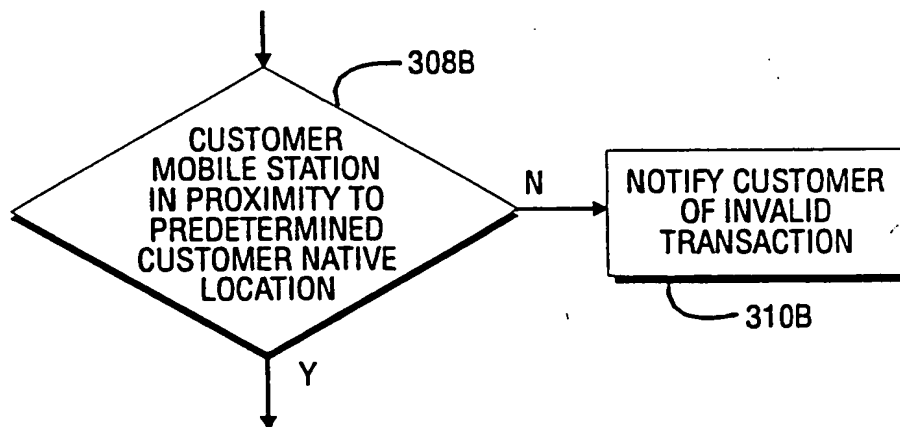 308B
CUSTOMER
MOBILE STATION
IN PROXIMITY TO
PREDETERMINED
CUSTOMER NATIVE
LOCATION
N
NOTIFY CUSTOMER
OF INVALID
TRANSACTION
310B
Y